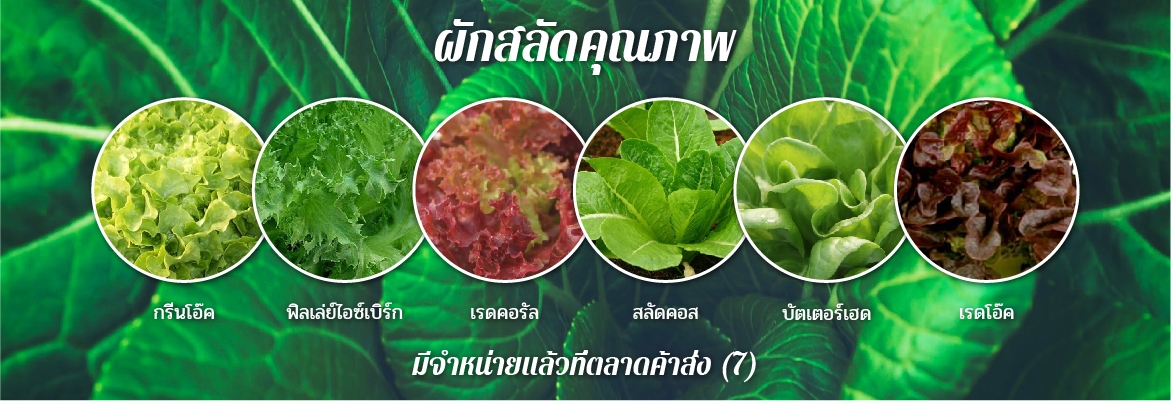 ผักสลัดคุณภาพ
กรีนโอ๊ค ฟิลเล่ย์ไอซ์เบิร์ก เรดคอรัล สลัดคอส บัตเตอร์เฮด เรดโอ๊ค
มีจำหน่ายแล้วที่ตลาดค้าส่ง (7)